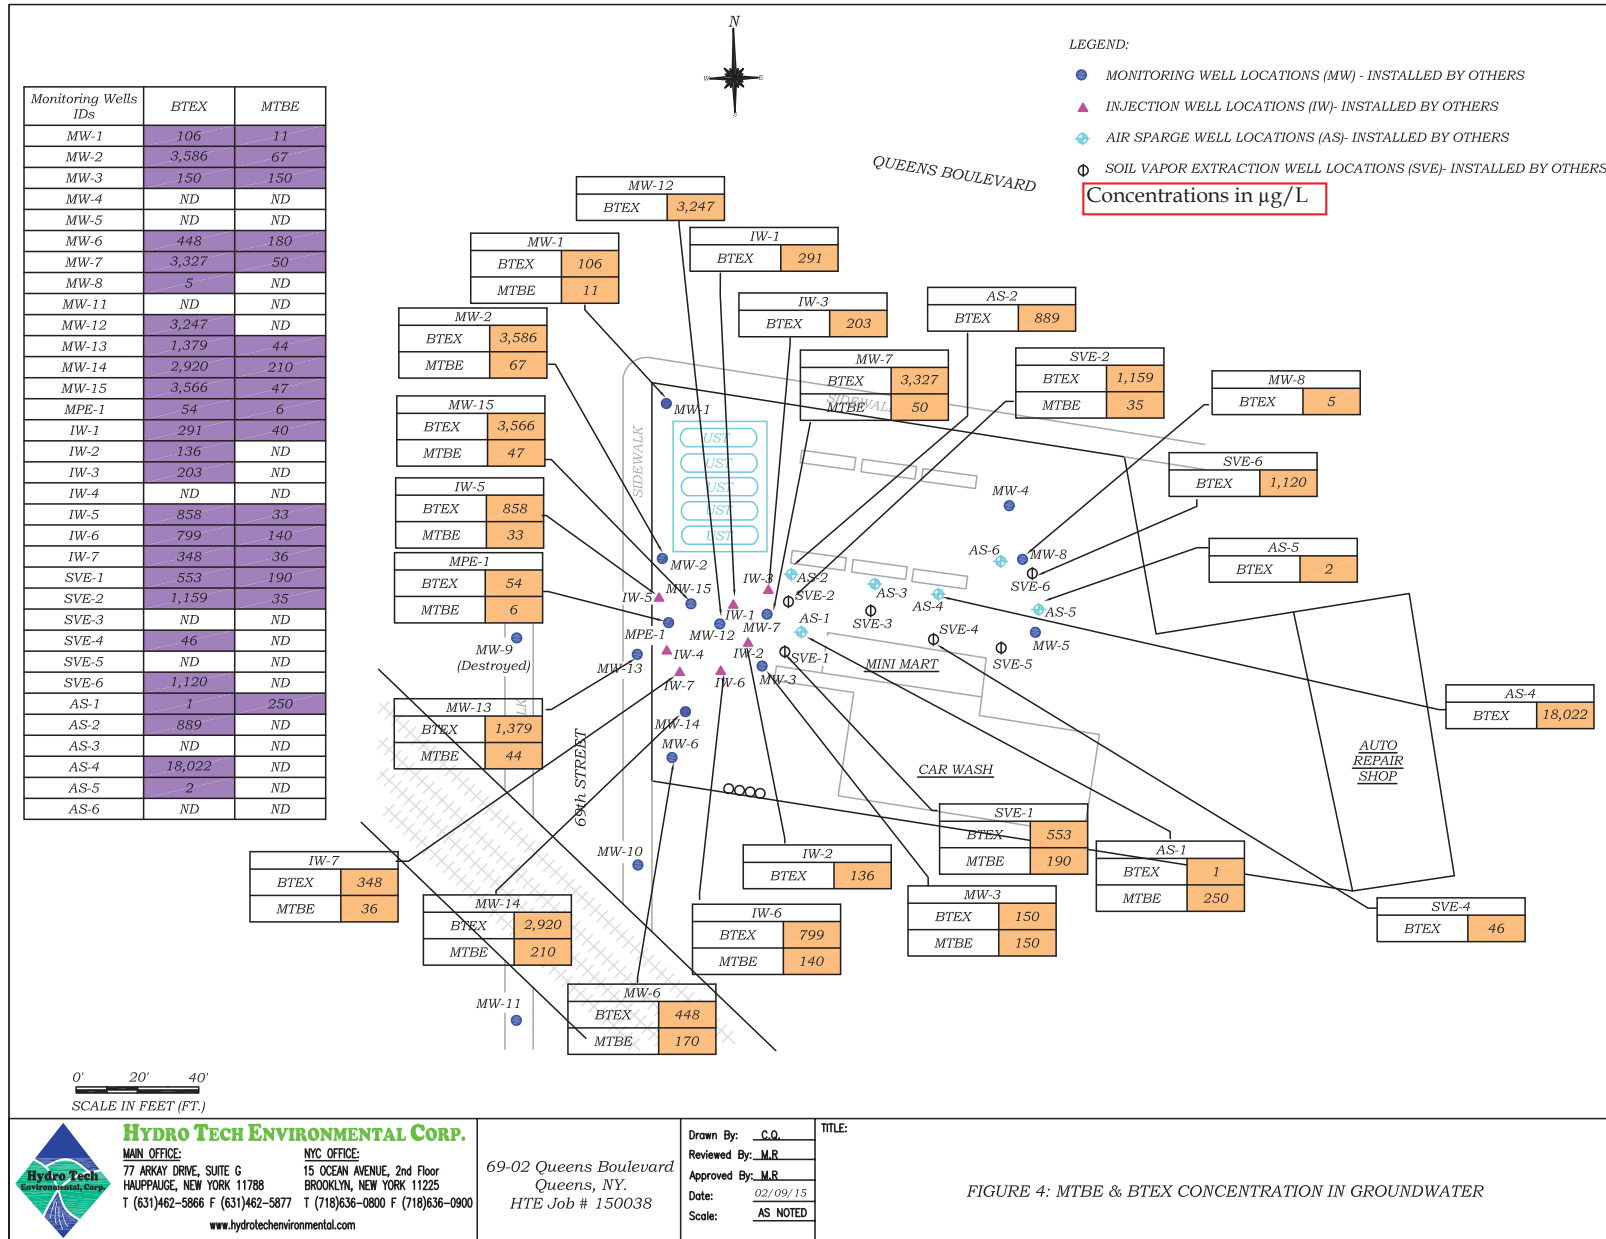 N
W E
S
LEGEND:
MONITORING WELL LOCATIONS (MW) - INSTALLED BY OTHERS
INJECTION WELL LOCATIONS (IW)- INSTALLED BY OTHERS
AIR SPARGE WELL LOCATIONS (AS)- INSTALLED BY OTHERS
SOIL VAPOR EXTRACTION WELL LOCATIONS (SVE)- INSTALLED BY OTHERS
Concentrations in µg/L
Monitoring Wells IDs BTEX MTBE
MW-1 106 11
MW-2 3,586 67
MW-3 150 150
MW-4 ND ND
MW-5 ND ND
MW-6 448 180
MW-7 3,327 50
MW-8 5 ND
MW-11 ND ND
MW-12 3,247 ND
MW-13 1,379 44
MW-14 2,920 210
MW-15 3,566 47
MPE-1 54 6
IW-1 291 40
IW-2 136 ND
IW-3 203 ND
IW-4 ND ND
IW-5 858 33
IW-6 799 140
IW-7 348 36
SVE-1 553 190
SVE-2 1,159 35
SVE-3 ND ND
SVE-4 46 ND
SVE-5 ND ND
SVE-6 1,120 ND
AS-1 1 250
AS-2 889 ND
AS-3 ND ND
AS-4 18,022 ND
AS-5 2 ND
AS-6 ND ND
QUEENS BOULEVARD
MW-12
BTEX 3,247
MW-1
BTEX 106
MTBE 11
IW-1
BTEX 291
IW-3
BTEX 203
AS-2
BTEX 889
MW-2
BTEX 3,586
MTBE 67
MW-7
BTEX 3,327
MTBE 50
SVE-2
BTEX 1,159
MTBE 35
MW-8
BTEX 5
MW-15
BTEX 3,566
MTBE 47
SVE-6
BTEX 1,120
IW-5
BTEX 858
MTBE 33
AS-5
BTEX 2
MPE-1
BTEX 54
MTBE 6
SIDEWALK
SIDEWALK
MW-1
UST
UST
UST
UST
UST
MW-4
AS-6
MW-8
SVE-6
MW-2
IW-3
AS-2
SVE-2
AS-3
AS-4
AS-5
IW-5
MW-15
IW-1
MW-7
AS-1
SVE-3
SVE-4
MW-5
MPE-1
MW-12
IW-2
SVE-1
SVE-5
MW-9
(Destroyed)
MW-13
IW-4
MW-3
MINI MART
IW-7
IW-6
MW-14
MW-6
LK
69th STREET
CAR WASH
AUTO
REPAIR
SHOP
MW-13
BTEX 1,379
MTBE 44
AS-4
BTEX 18,022
MW-10
SVE-1
BTEX 553
MTBE 190
IW-2
BTEX 136
AS-1
BTEX 1
MTBE 250
IW-7
BTEX 348
MTBE 36
MW-14
BTEX 2,920
MTBE 210
IW-6
BTEX 799
MTBE 140
MW-3
BTEX 150
MTBE 150
SVE-4
BTEX 46
MW-11
MW-6
BTEX 448
MTBE 170
0' 20' 40'
SCALE IN FEET (FT.)
Hydro Tech
Environmental, Corp.
HYDRO TECH ENVIRONMENTAL CORP.
MAIN OFFICE:
77 ARKAY DRIVE, SUITE G
HAUPPAUGE, NEW YORK 11788
T (631)462-5866 F (631)462-5877
NYC OFFICE:
15 OCEAN AVENUE, 2nd Floor
BROOKLYN, NEW YORK 11225
T (718)636-0800 F (718)636-0900
www.hydrotechenvironmental.com
69-02 Queens Boulevard
Queens, NY.
HTE Job # 150038
Drawn By: C.Q.
Reviewed By: M.R
Approved By: M.R
Date: 02/09/15
Scale: AS NOTED
TITLE:
FIGURE 4: MTBE & BTEX CONCENTRATION IN GROUNDWATER